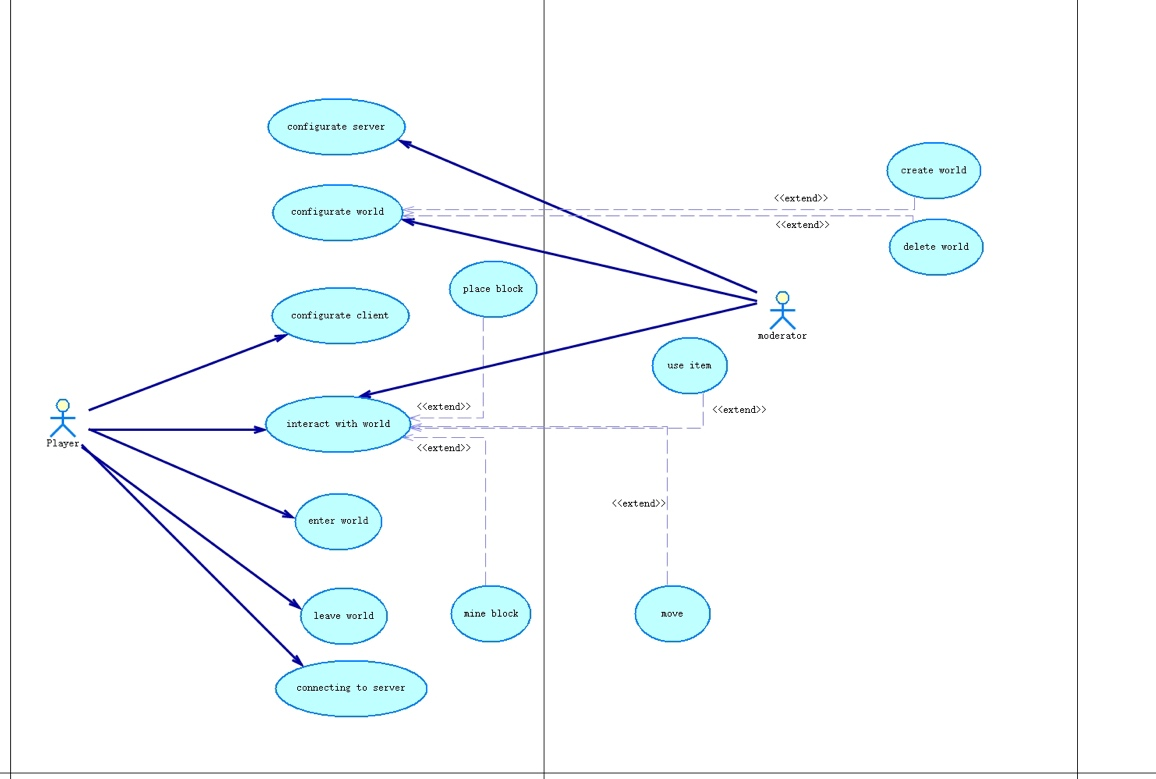 configurate server
create world
<<extend>>
configurate world
<<extend>>
delete world
place block
configurate client
moderator
use item
<<extend>>
<<extend>>
interact with world
Player
<<extend>>
<<extend>>
enter world
leave world
mine block
move
connecting to server